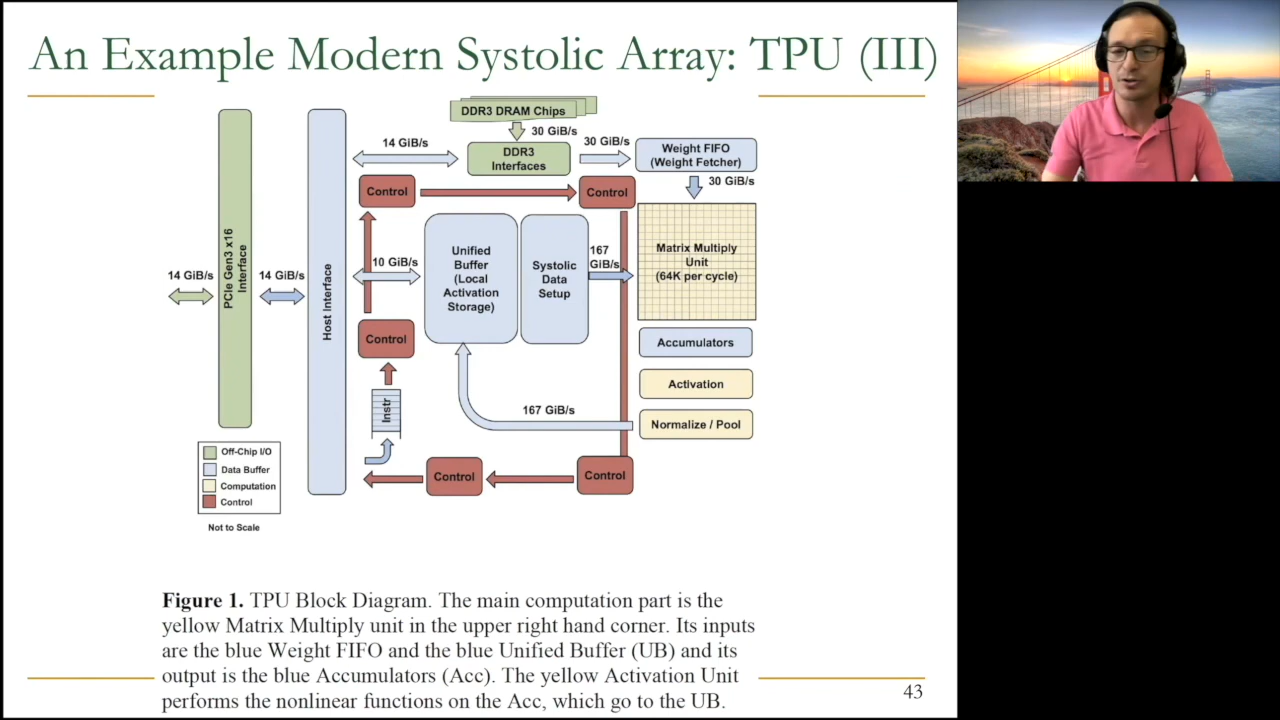 An Example Modern Systolic Array: TPU (III)
DDR3 DRAM Chips
30 GiB/s
14 GiB/s
DDR3
Interfaces
30 GiB/s
Weight FIFO
(Weight Fetcher)
30 GiB/s
Control
Control
PCIe Gen3 x16
Interface
Host Interface
14 GiB/s
14 GiB/s
10 GiB/s
Unified
Buffer
(Local
Activation
Storage)
Systolic
Data
Setup
167
GiB/s
Matrix Multiply
Unit
(64K per cycle)
Control
Accumulators
Activation
Instr
167 GiB/s
Normalize / Pool
Control
Control
Off-Chip I/O
Data Buffer
Computation
Control
Not to Scale
Figure 1. TPU Block Diagram. The main computation part is the
yellow Matrix Multiply unit in the upper right hand corner. Its inputs
are the blue Weight FIFO and the blue Unified Buffer (UB) and its
output is the blue Accumulators (Acc). The yellow Activation Unit
performs the nonlinear functions on the Acc, which go to the UB.
43